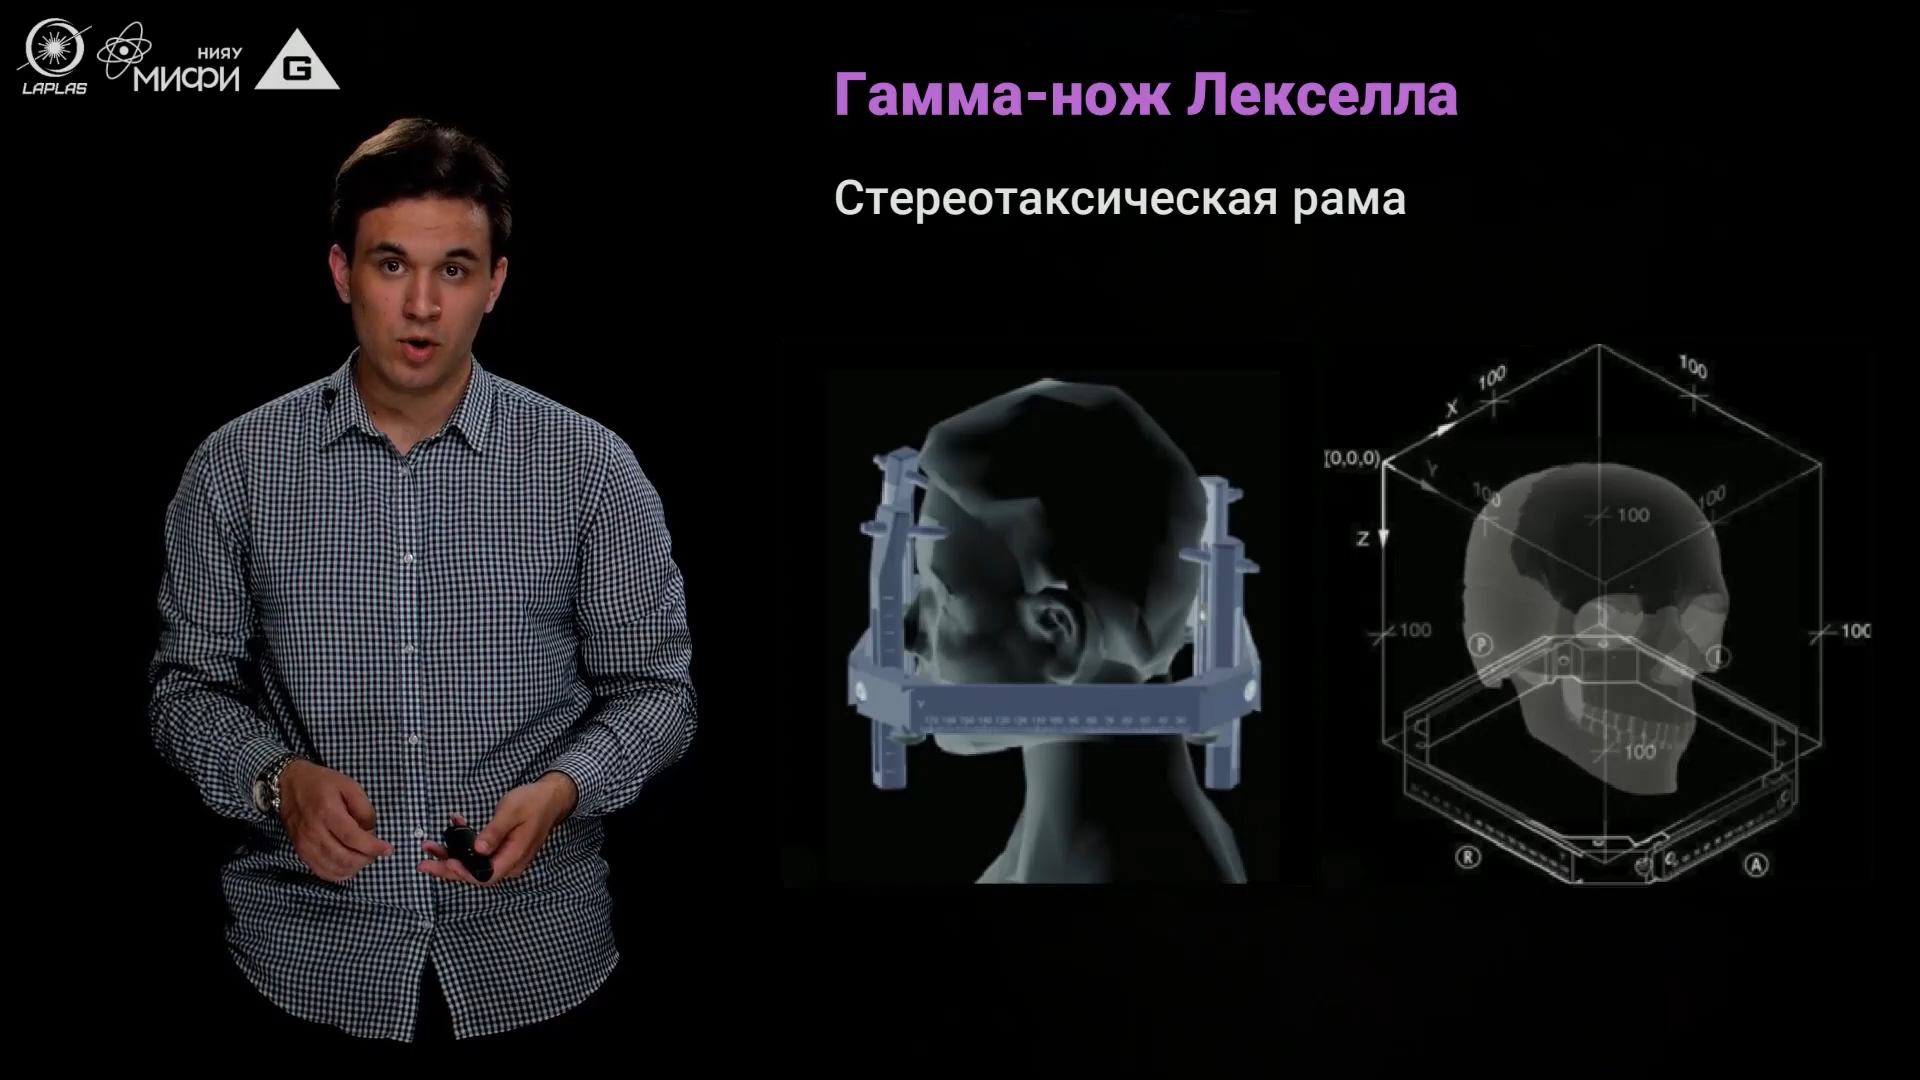 LAPLAS
НИЯУ
МИФИ
G
Гамма-нож Лекселла
Стереотаксическая рама
100
100
X
[0,0,0)
Y
100
100
100
Z
100
100
P
L
100
R
A
Y